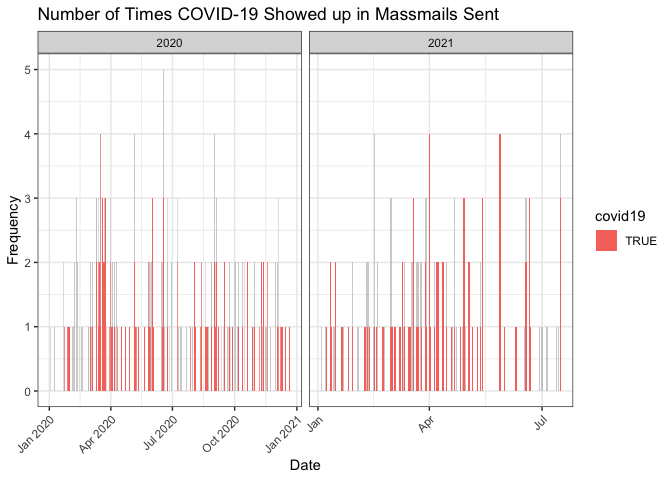 Number of Times COVID-19 Showed up in Massmails Sent
2020
2021
5
4
3
2
1
0
Frequency
covid19
TRUE
Jan 2020
Apr 2020
Jul 2020
Oct 2020
Jan 2021
Jan
Apr
Jul
Date